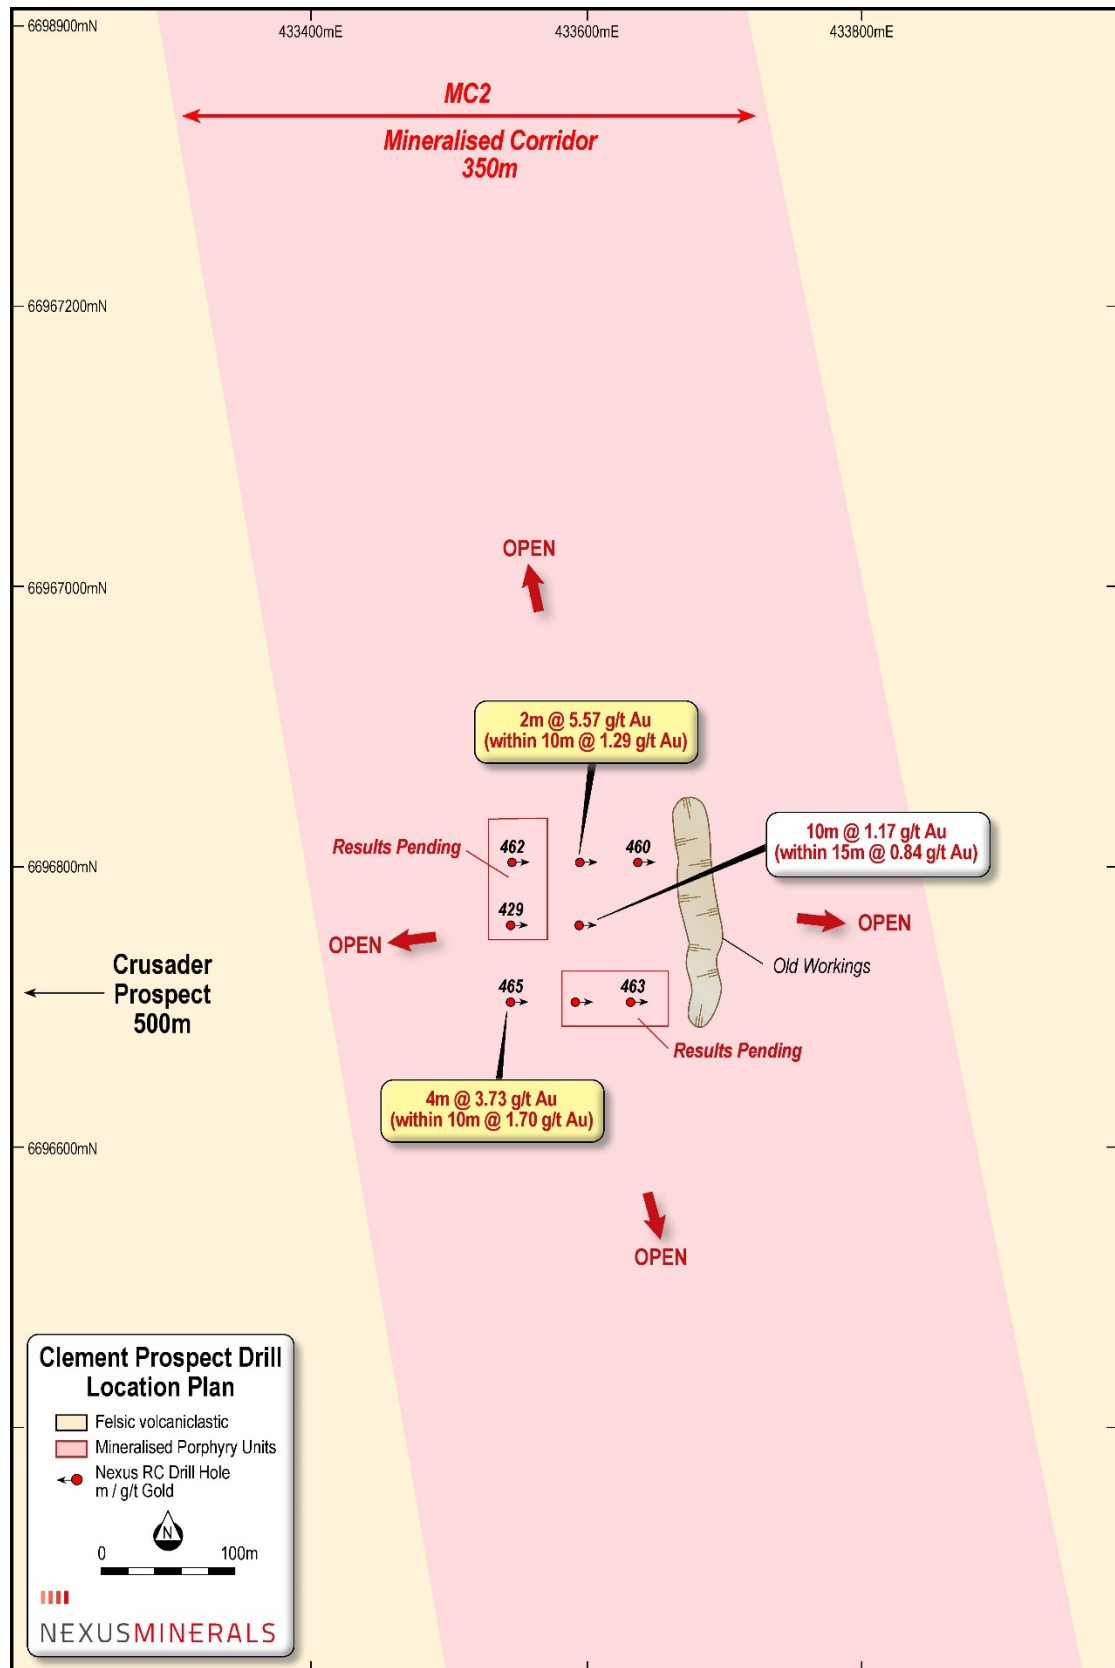 6698900mN
433400mE
433600mE
433800mE
MC2
Mineralised Corridor
350m
66967200mN
OPEN
66967000mN
2m @ 5.57 g/t Au
(within 10m @ 1.29 g/t Au)
10m @ 1.17 g/t Au
(within 15m @ 0.84 g/t Au)
Results Pending
462
460
6696800mN
429
OPEN
OPEN
Old Workings
Crusader
Prospect
500m
465
463
Results Pending
4m @ 3.73 g/t Au
(within 10m @ 1.70 g/t Au)
6696600mN
OPEN
Clement Prospect Drill
Location Plan
Felsic volcaniclastic
Mineralised Porphyry Units
Nexus RC Drill Hole
m / g/t Gold
N
0
100m
NEXUSMINERALS